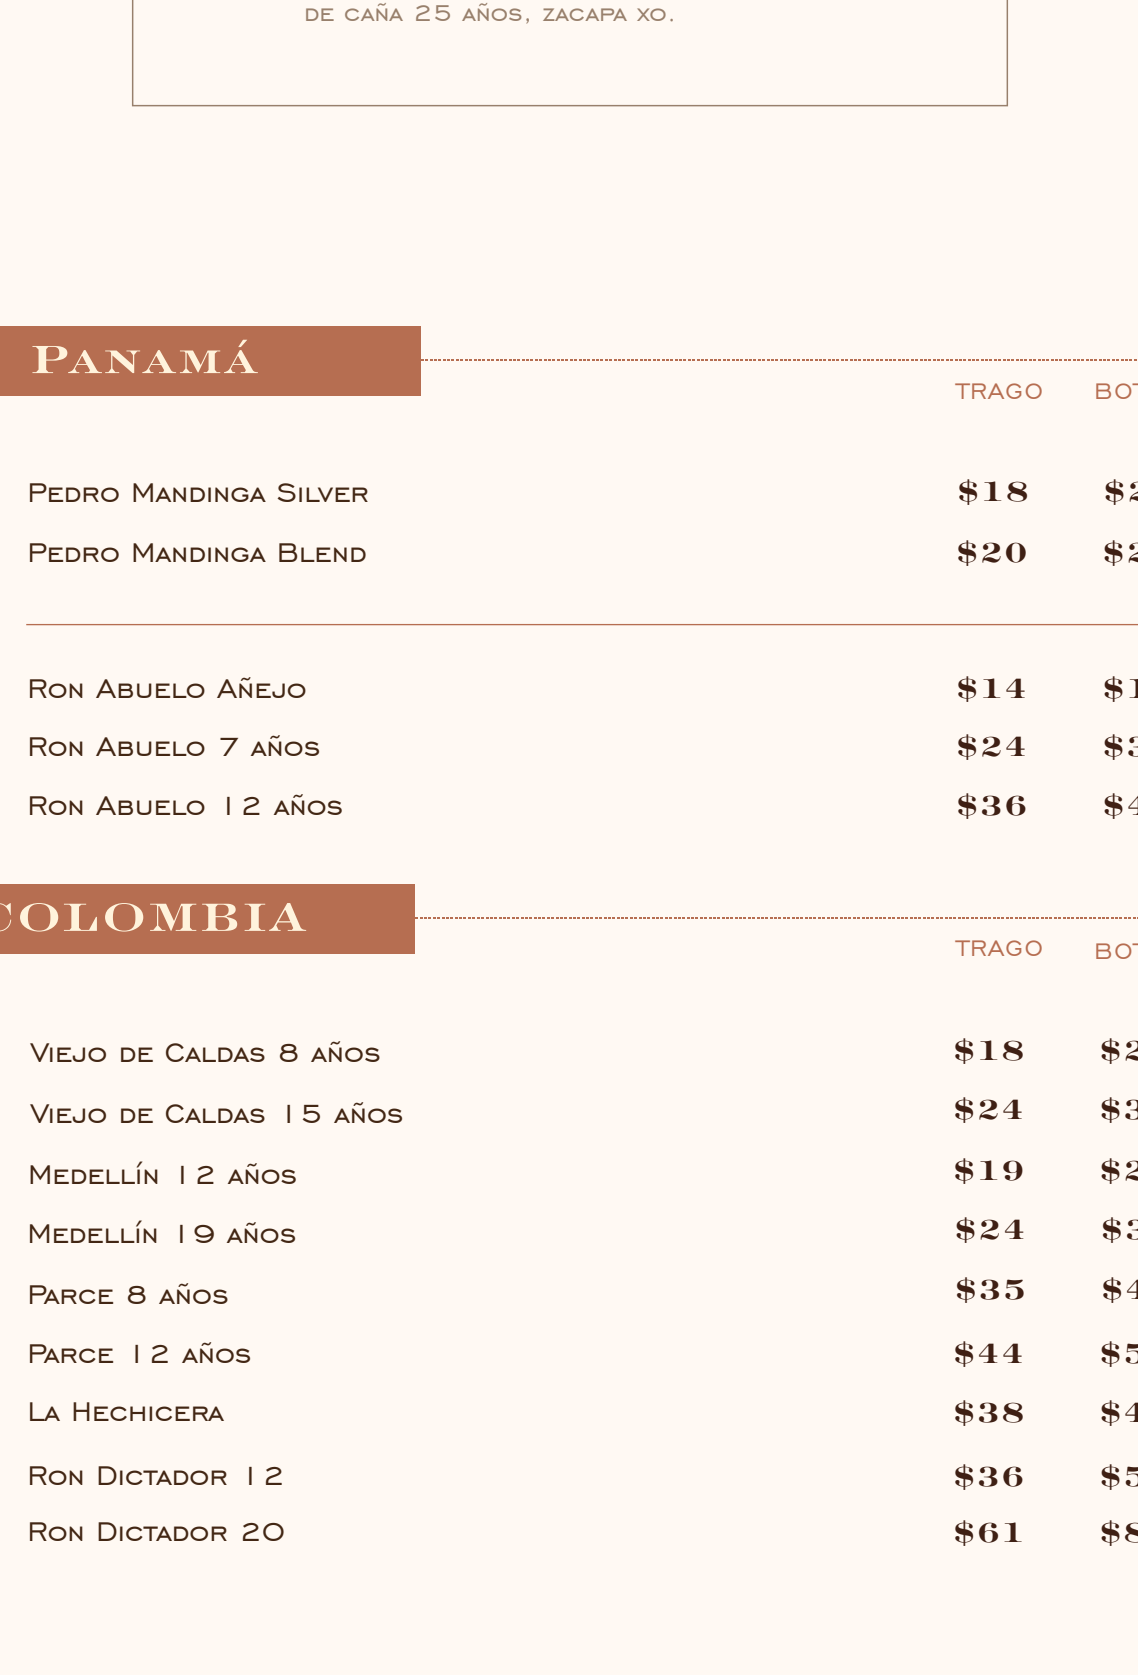 DE CAÑA 25 AÑOS, ZACAPA XO.
PANAMÁ
TRAGO
PEDRO MANDINGA SILVER $18
PEDRO MANDINGA BLEND $20
RON ABUELO AÑEJO $14
RON ABUELO 7 AÑOS $24
RON ABUELO 12 AÑOS $36
COLOMBIA
TRAGO
VIEJO DE CALDAS 8 AÑOS $18
VIEJO DE CALDAS 15 AÑOS $24
MEDELLÍN 12 AÑOS $19
MEDELLÍN 19 AÑOS $24
PARCE 8 AÑOS $35
PARCE 12 AÑOS $44
LA HECHICERA $38
RON DICTADOR 12 $36
RON DICTADOR 20 $61